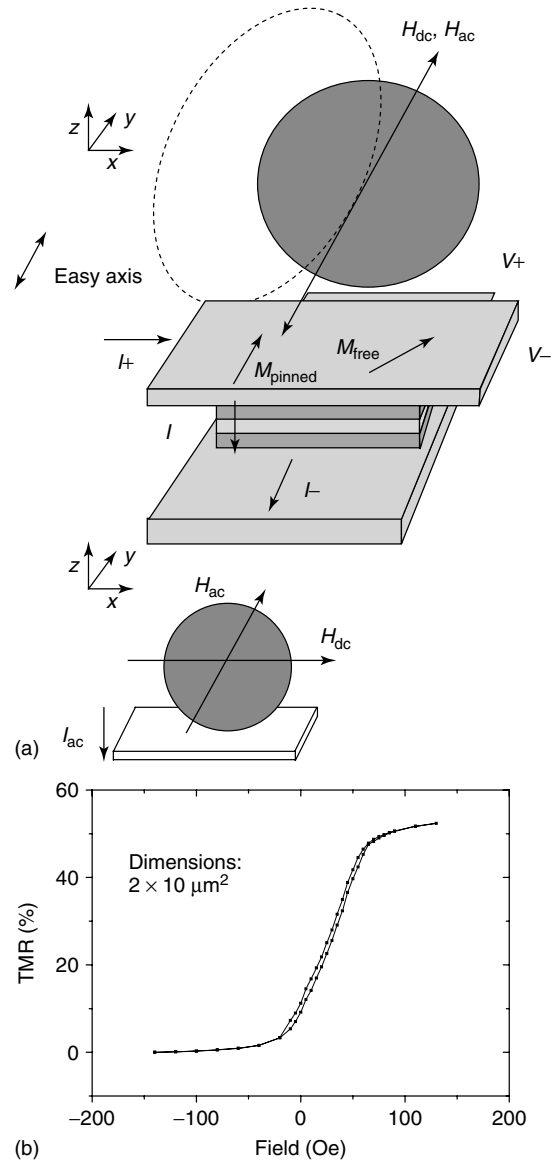 H_dc, H_ac
z
y
x
Easy axis
V+
I+
M_pinned
M_free
V–
I
I–
z
y
x
H_ac
H_dc
I_ac
(a)
60
40
20
0
TMR (%)
Dimensions:
2 × 10 µm²
−200
−100
0
100
200
Field (Oe)
(b)